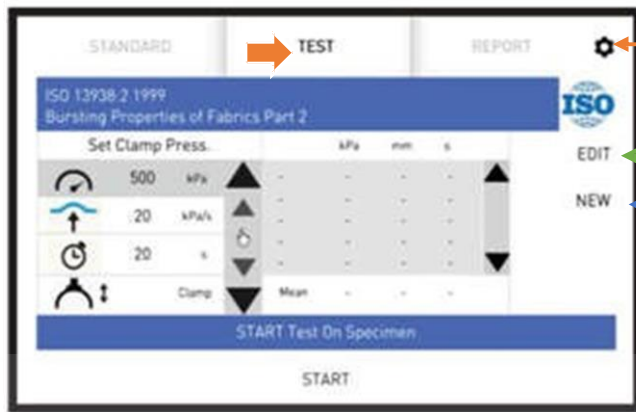 STANDARD TEST REPORT
ISO 13938-2 1999
Bursting Properties of Fabrics Part 2
ISO
Set Clamp Press. kPa mm s
EDIT
500 kPa - - - -
NEW
20 kPa/s - - - -
20 s - - - -
Clamp Mean - - -
START Test On Specimen
START